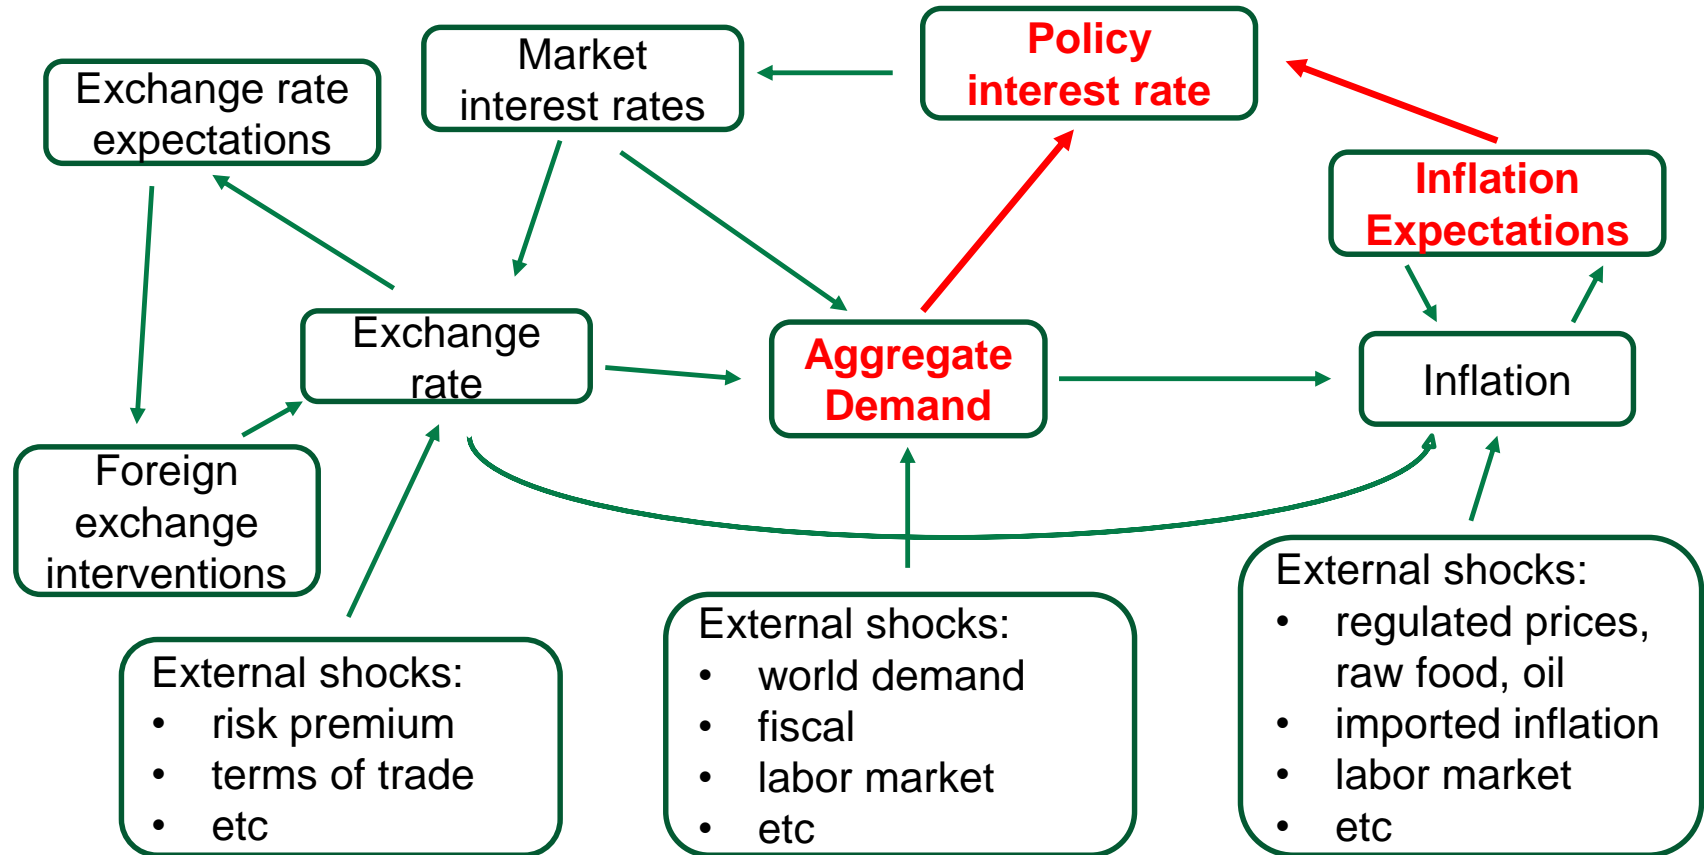 Policy
interest rate
Market
interest rates
Exchange rate
expectations
Inflation
Expectations
Exchange
rate
Aggregate
Demand
Inflation
Foreign
exchange
interventions
External shocks:
• risk premium
• terms of trade
• etc
External shocks:
• world demand
• fiscal
• labor market
• etc
External shocks:
• regulated prices,
raw food, oil
• imported inflation
• labor market
• etc